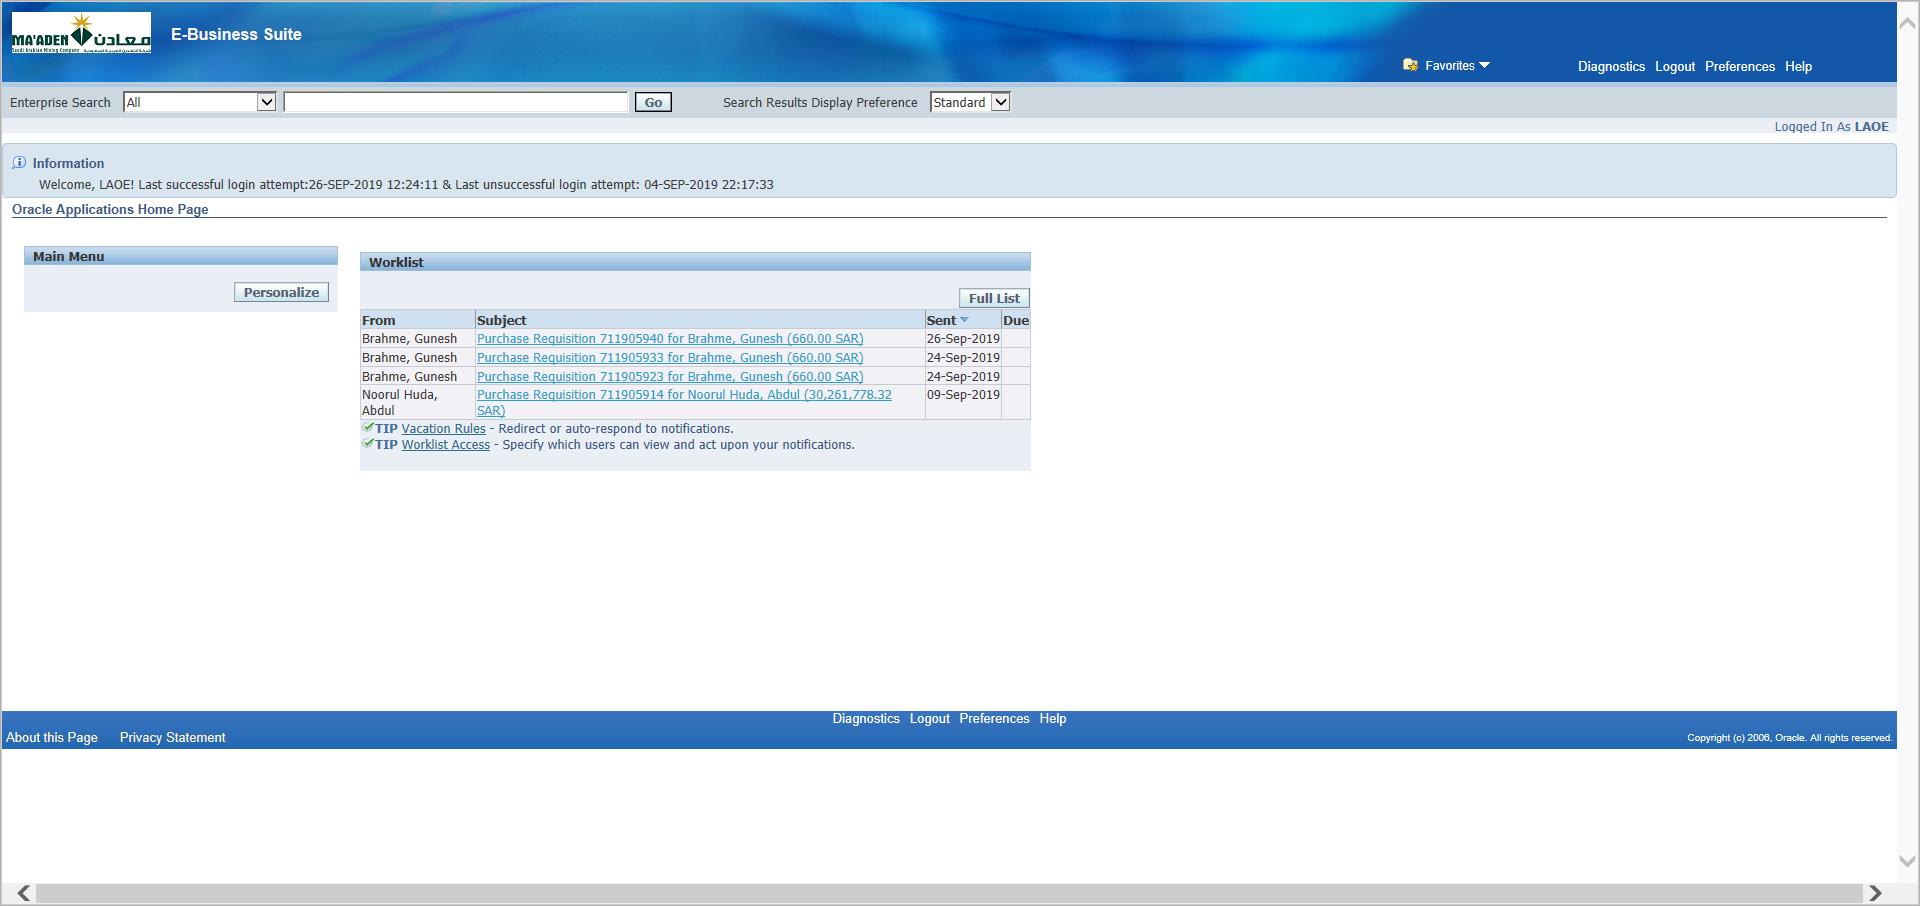 MA'ADEN معادن
Saudi Arabian Mining Company شركة التعدين العربية السعودية
E-Business Suite
Favorites
Diagnostics Logout Preferences Help
Enterprise Search All Go Search Results Display Preference Standard
Logged In As LAOE
Information
Welcome, LAOE! Last successful login attempt:26-SEP-2019 12:24:11 & Last unsuccessful login attempt: 04-SEP-2019 22:17:33
Oracle Applications Home Page
Main Menu
Personalize
Worklist
Full List
From Subject Sent Due
Brahme, Gunesh Purchase Requisition 711905940 for Brahme, Gunesh (660.00 SAR) 26-Sep-2019
Brahme, Gunesh Purchase Requisition 711905933 for Brahme, Gunesh (660.00 SAR) 24-Sep-2019
Brahme, Gunesh Purchase Requisition 711905923 for Brahme, Gunesh (660.00 SAR) 24-Sep-2019
Noorul Huda, Purchase Requisition 711905914 for Noorul Huda, Abdul (30,261,778.32 09-Sep-2019
Abdul SAR)
TIP Vacation Rules - Redirect or auto-respond to notifications.
TIP Worklist Access - Specify which users can view and act upon your notifications.
Diagnostics Logout Preferences Help
About this Page Privacy Statement
Copyright (c) 2006, Oracle. All rights reserved.